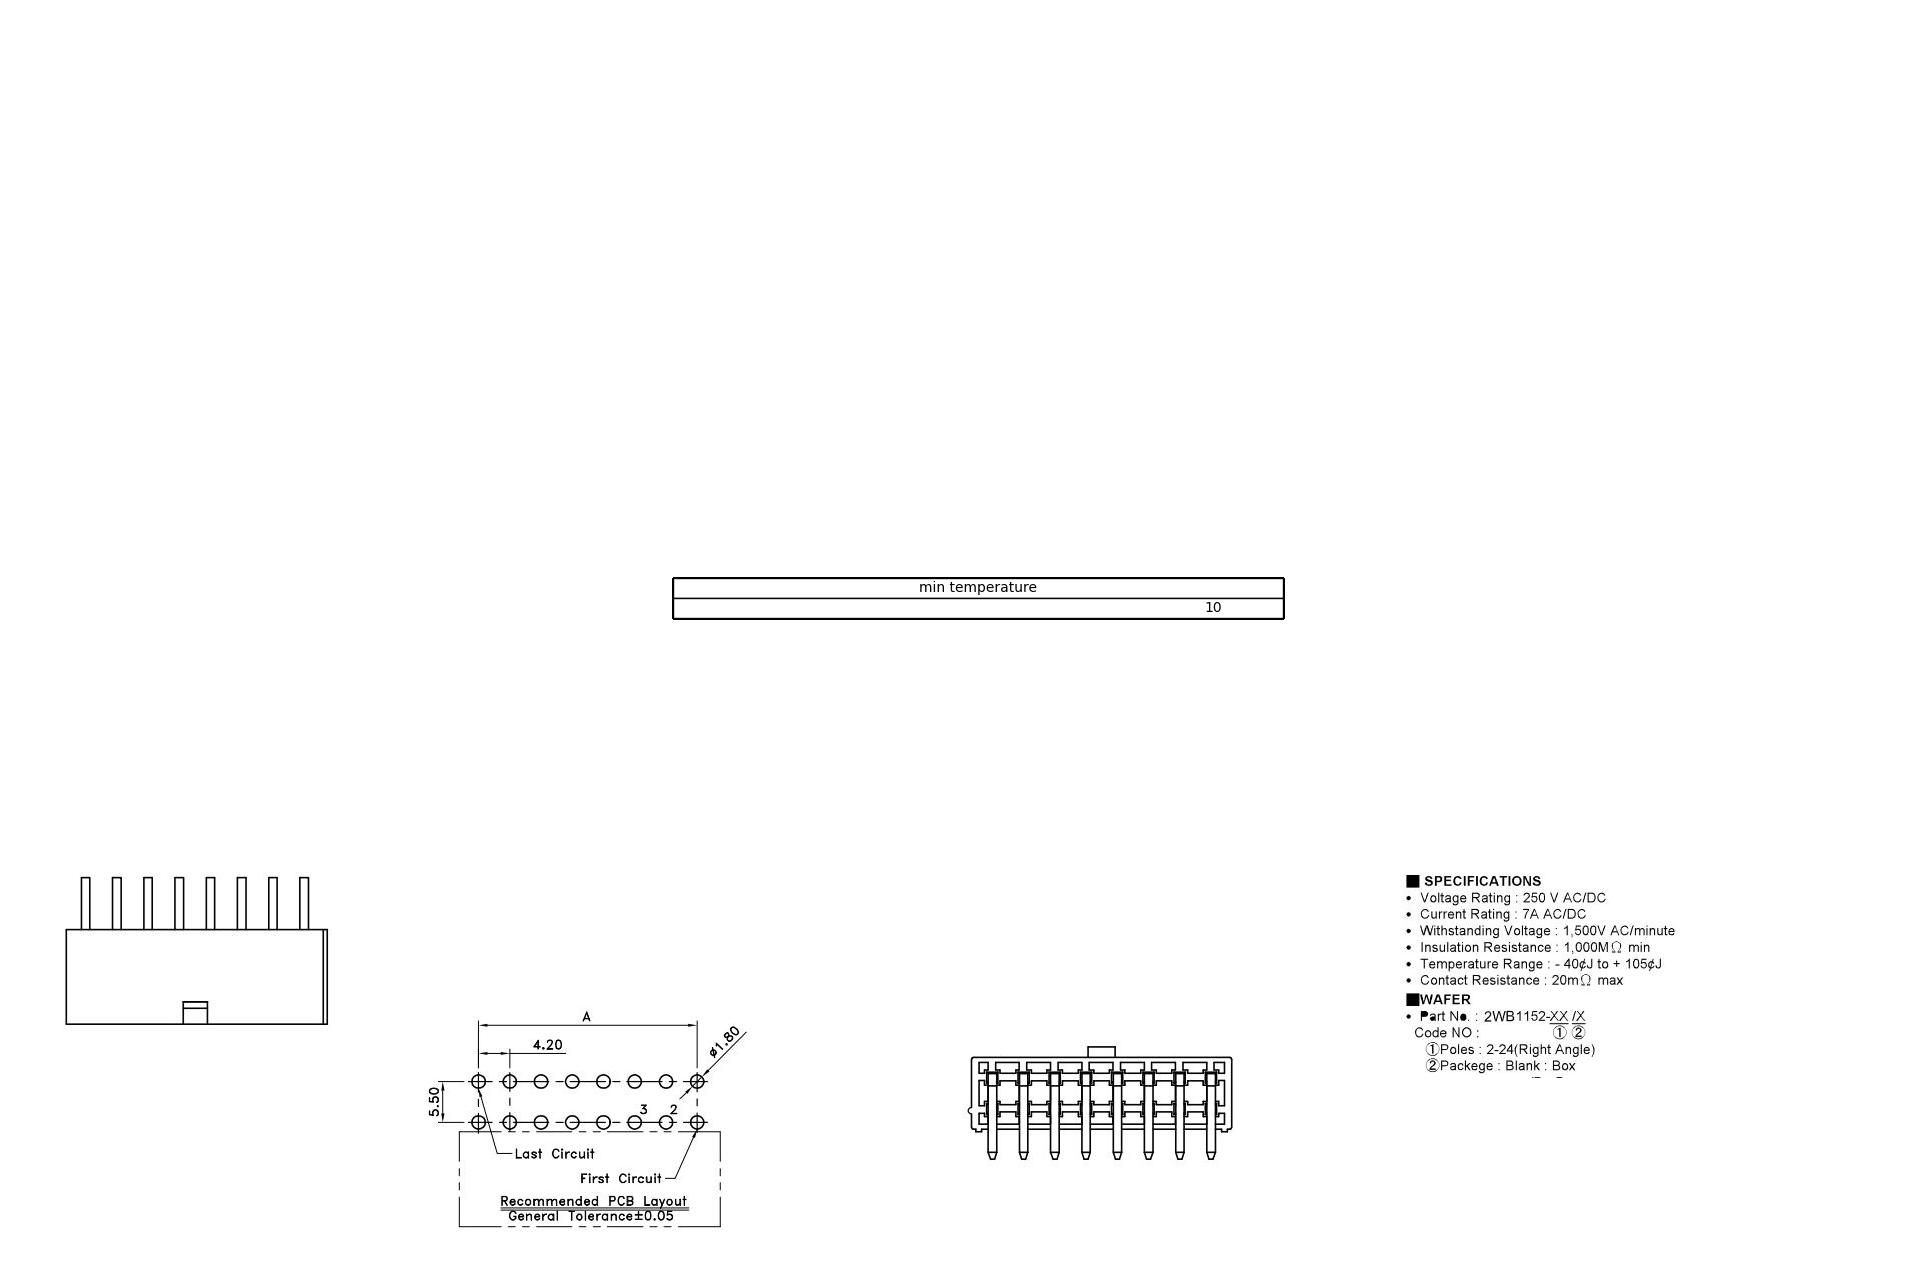 min temperature
10
A
4.20
ø1.80
5.50
3 2
Last Circuit
First Circuit
Recommended PCB Layout
General Tolerance±0.05
■ SPECIFICATIONS
• Voltage Rating : 250 V AC/DC
• Current Rating : 7A AC/DC
• Withstanding Voltage : 1,500V AC/minute
• Insulation Resistance : 1,000MΩ min
• Temperature Range : - 40¢J to + 105¢J
• Contact Resistance : 20mΩ max
■WAFER
• Part No. : 2WB1152-XX /X
Code NO : ① ②
①Poles : 2-24(Right Angle)
②Packege : Blank : Box